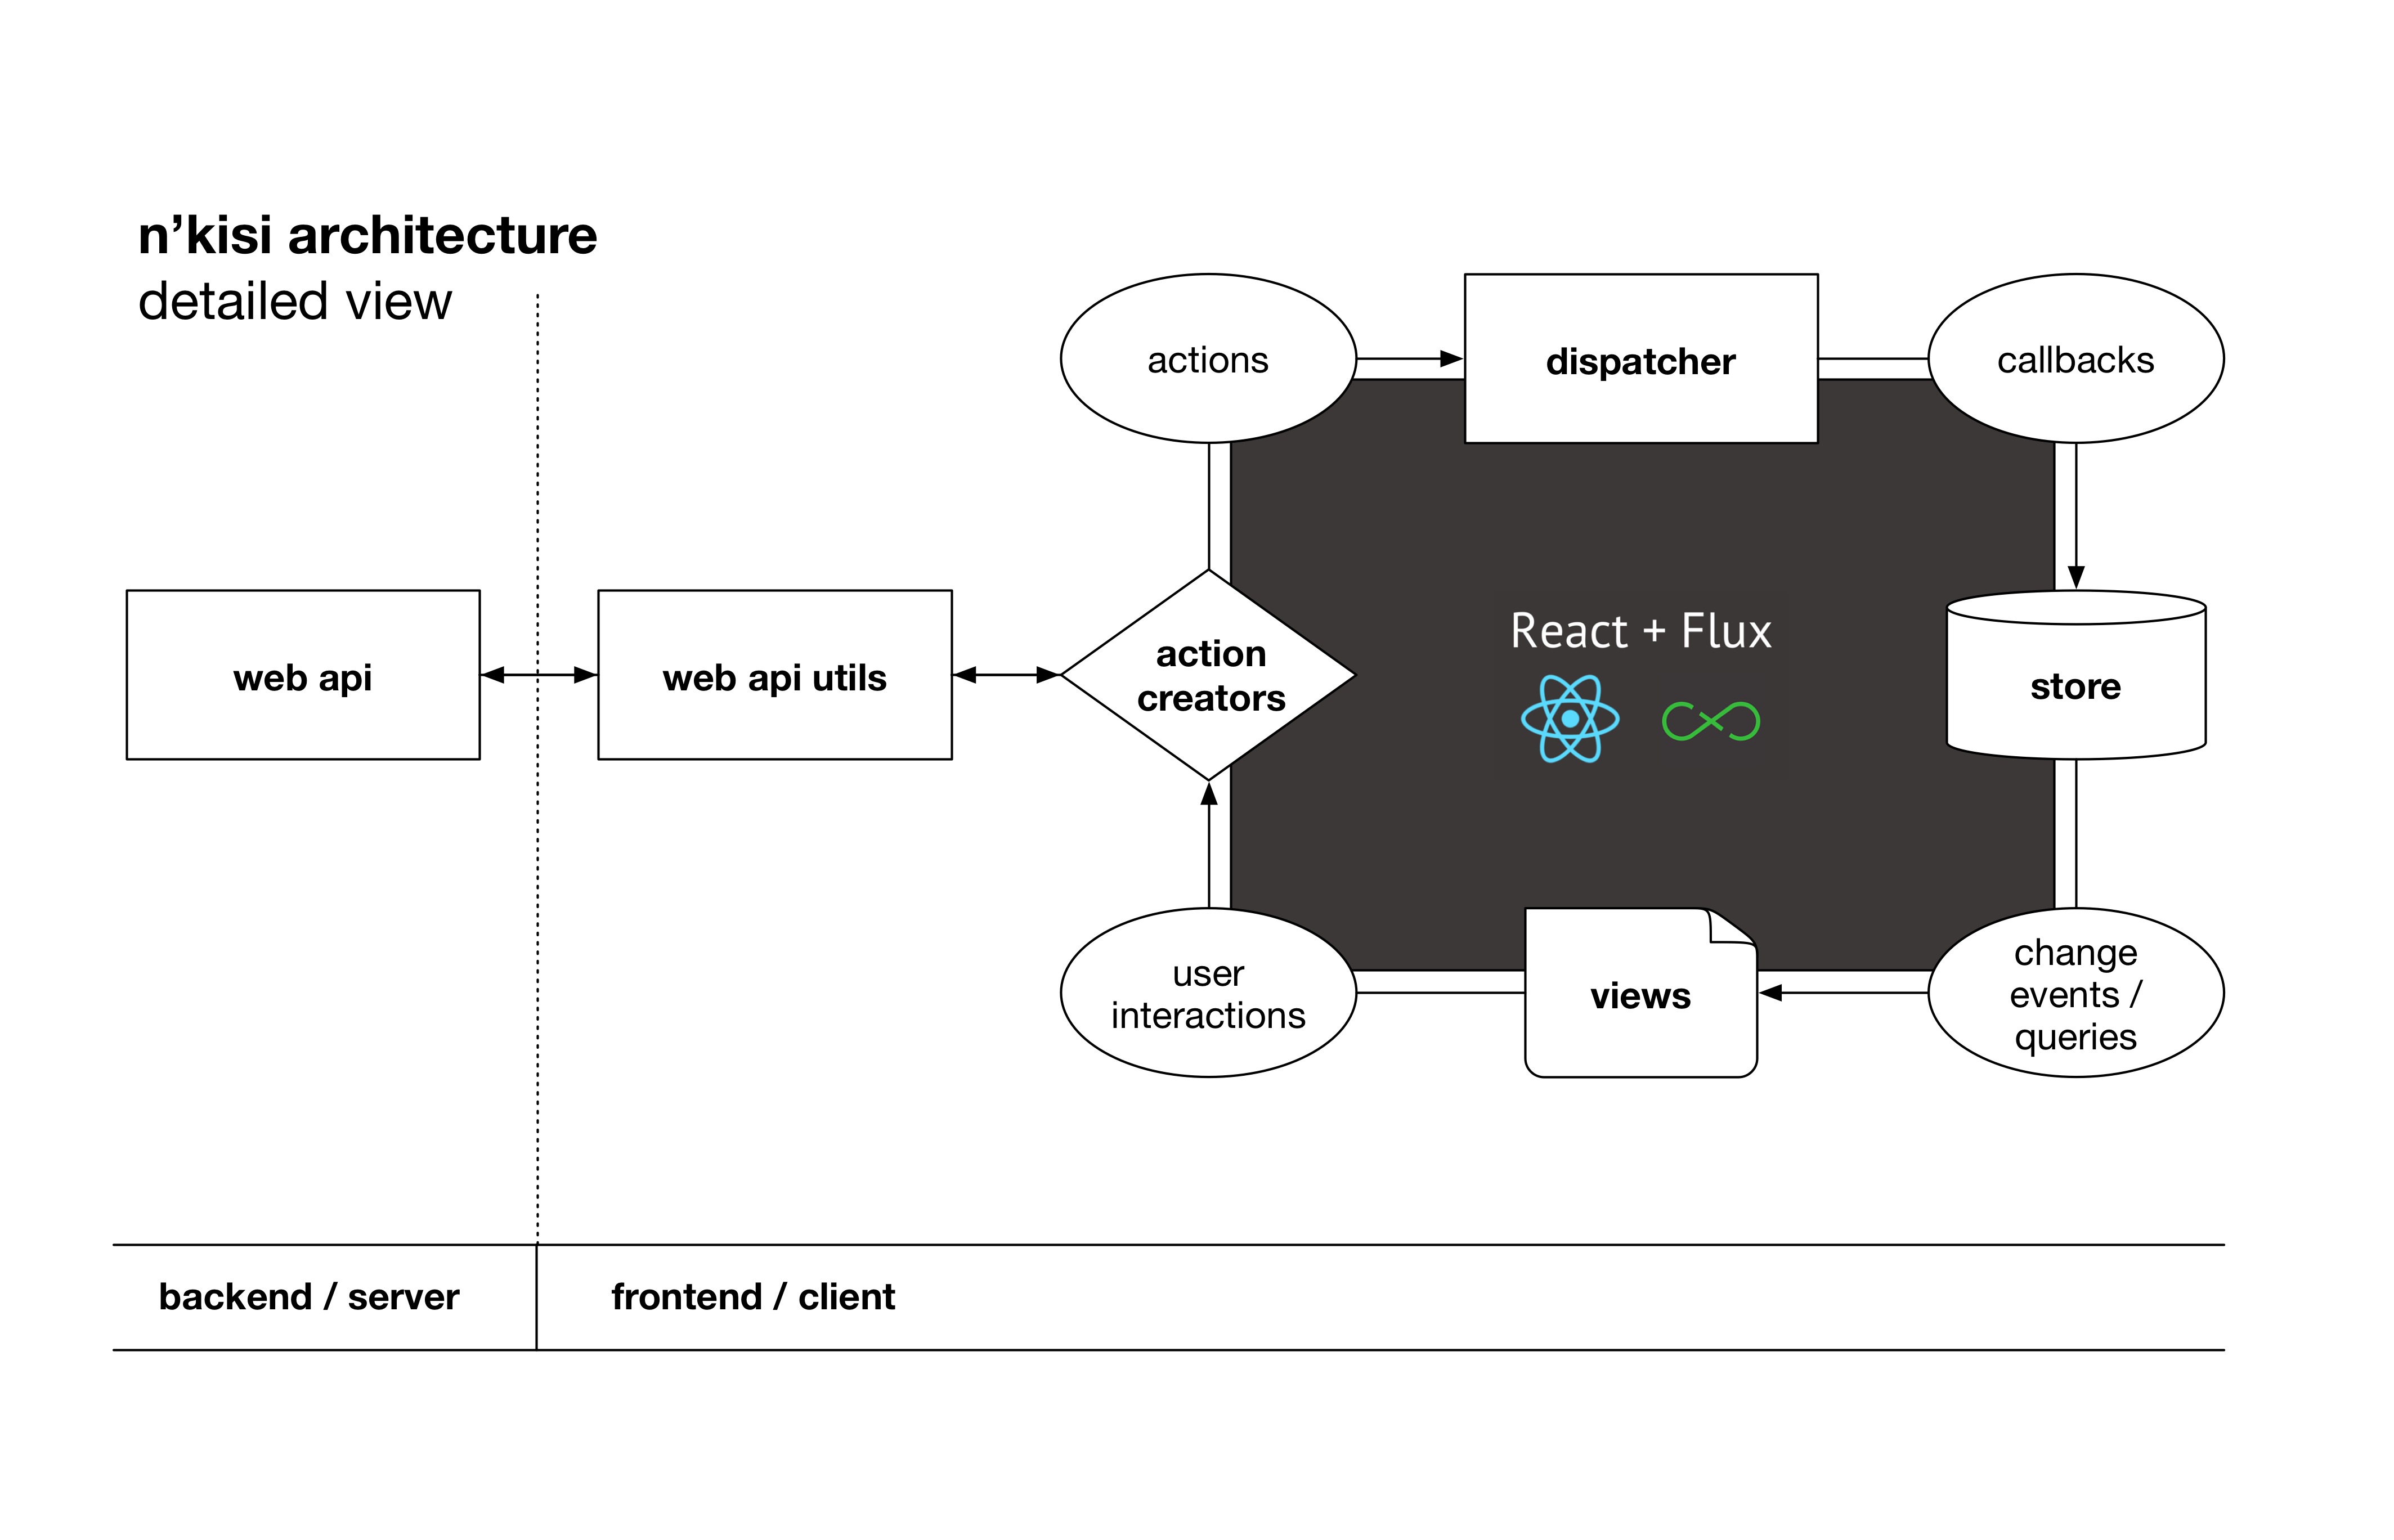 n’kisi architecture
detailed view
actions
dispatcher
callbacks
web api
web api utils
action
creators
React + Flux
store
user
interactions
views
change
events /
queries
backend / server
frontend / client